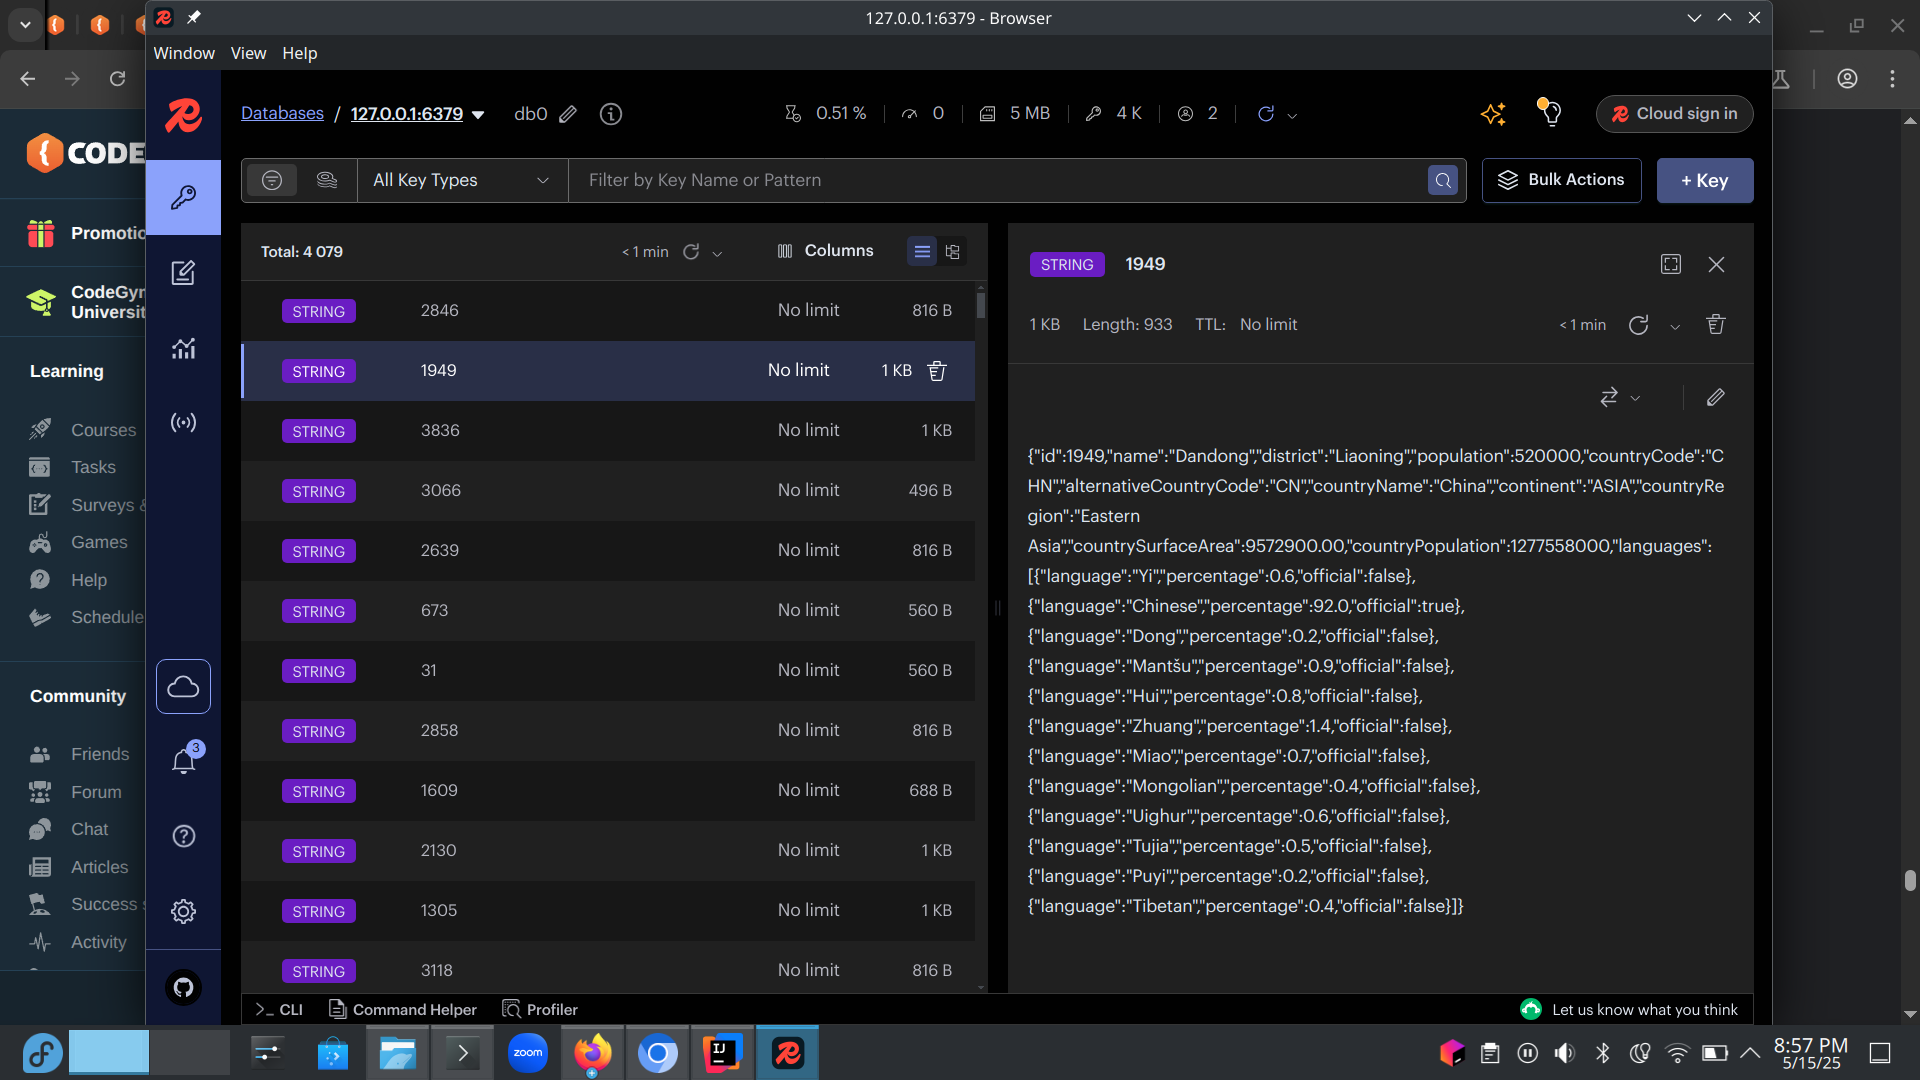 127.0.0.1:6379 - Browser
Window View Help
CODE
Databases / 127.0.0.1:6379 db0 0.51 % 0 5 MB 4 K 2 Cloud sign in
All Key Types Filter by Key Name or Pattern Bulk Actions + Key
Promotio
CodeGyr
Universit
Learning
Courses
Tasks
Surveys &
Games
Help
Schedule
Community
Friends
Forum
Chat
Articles
Success s
Activity
3
Total: 4 079 < 1 min Columns
STRING 2846 No limit 816 B
STRING 1949 No limit 1 KB
STRING 3836 No limit 1 KB
STRING 3066 No limit 496 B
STRING 2639 No limit 816 B
STRING 673 No limit 560 B
STRING 31 No limit 560 B
STRING 2858 No limit 816 B
STRING 1609 No limit 688 B
STRING 2130 No limit 1 KB
STRING 1305 No limit 1 KB
STRING 3118 No limit 816 B
STRING 1949
1 KB Length: 933 TTL: No limit < 1 min
{"id":1949,"name":"Dandong","district":"Liaoning","population":520000,"countryCode":"C
HN","alternativeCountryCode":"CN","countryName":"China","continent":"ASIA","countryRe
gion":"Eastern
Asia","countrySurfaceArea":9572900.00,"countryPopulation":1277558000,"languages":
[{"language":"Yi","percentage":0.6,"official":false},
{"language":"Chinese","percentage":92.0,"official":true},
{"language":"Dong","percentage":0.2,"official":false},
{"language":"Mantšu","percentage":0.9,"official":false},
{"language":"Hui","percentage":0.8,"official":false},
{"language":"Zhuang","percentage":1.4,"official":false},
{"language":"Miao","percentage":0.7,"official":false},
{"language":"Mongolian","percentage":0.4,"official":false},
{"language":"Uighur","percentage":0.6,"official":false},
{"language":"Tujia","percentage":0.5,"official":false},
{"language":"Puyi","percentage":0.2,"official":false},
{"language":"Tibetan","percentage":0.4,"official":false}]}
>_ CLI Command Helper Profiler Let us know what you think
zoom IJ
8:57 PM
5/15/25